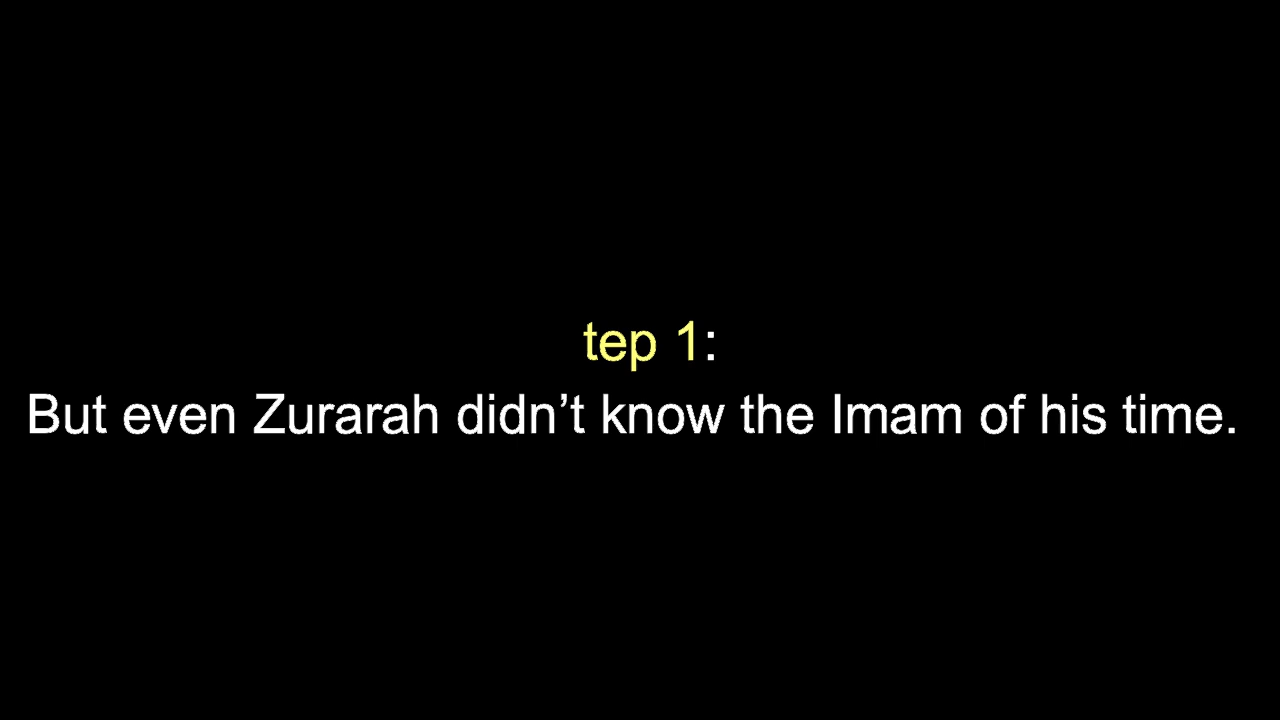 tep 1:
But even Zurarah didn’t know the Imam of his time.